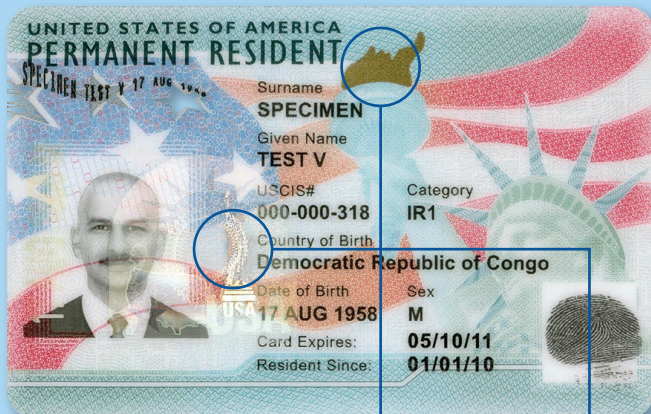 UNITED STATES OF AMERICA
PERMANENT RESIDENT
SPECIMEN TEST V 17 AUG
Surname
SPECIMEN
Given Name
TEST V
USCIS# Category
000-000-318 IR1
Country of Birth
Democratic Republic of Congo
Date of Birth Sex
17 AUG 1958 M
Card Expires: 05/10/11
Resident Since: 01/01/10
USA
USA